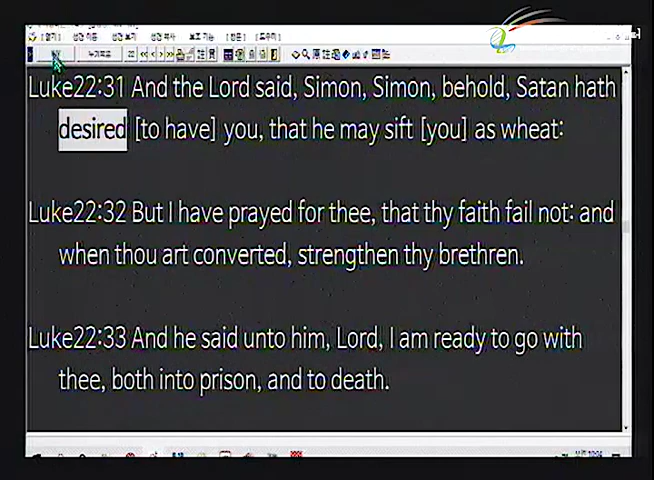 Luke22:31 And the Lord said, Simon, Simon, behold, Satan hath
desired [to have] you, that he may sift [you] as wheat:
Luke22:32 But I have prayed for thee, that thy faith fail not: and
when thou art converted, strengthen thy brethren.
Luke22:33 And he said unto him, Lord, I am ready to go with
thee, both into prison, and to death.